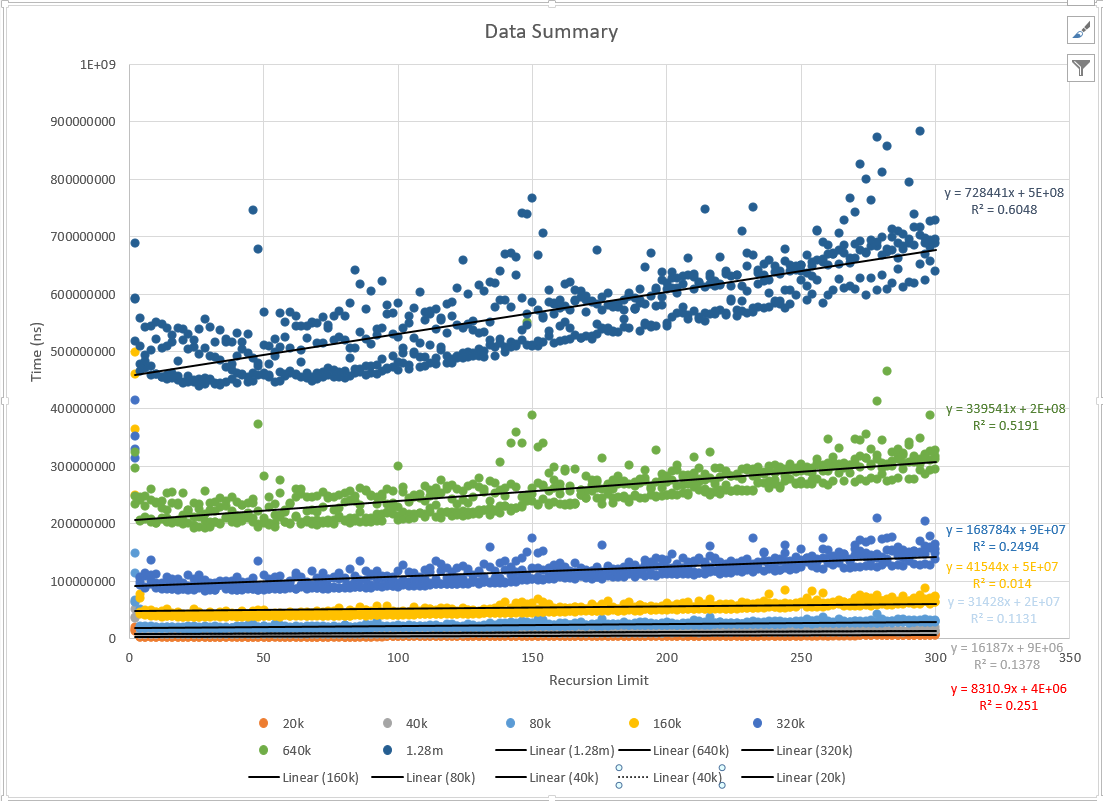 Data Summary
1E+09
900000000
800000000
700000000
600000000
500000000
400000000
300000000
200000000
100000000
0
Time (ns)
0 50 100 150 200 250 300 350
Recursion Limit
y = 728441x + 5E+08
R² = 0.6048
y = 339541x + 2E+08
R² = 0.5191
y = 168784x + 9E+07
R² = 0.2494
y = 41544x + 5E+07
R² = 0.014
y = 31428x + 2E+07
R² = 0.1131
y = 16187x + 9E+06
R² = 0.1378
y = 8310.9x + 4E+06
R² = 0.251
20k 40k 80k 160k 320k
640k 1.28m Linear (1.28m) Linear (640k) Linear (320k)
Linear (160k) Linear (80k) Linear (40k) Linear (40k) Linear (20k)